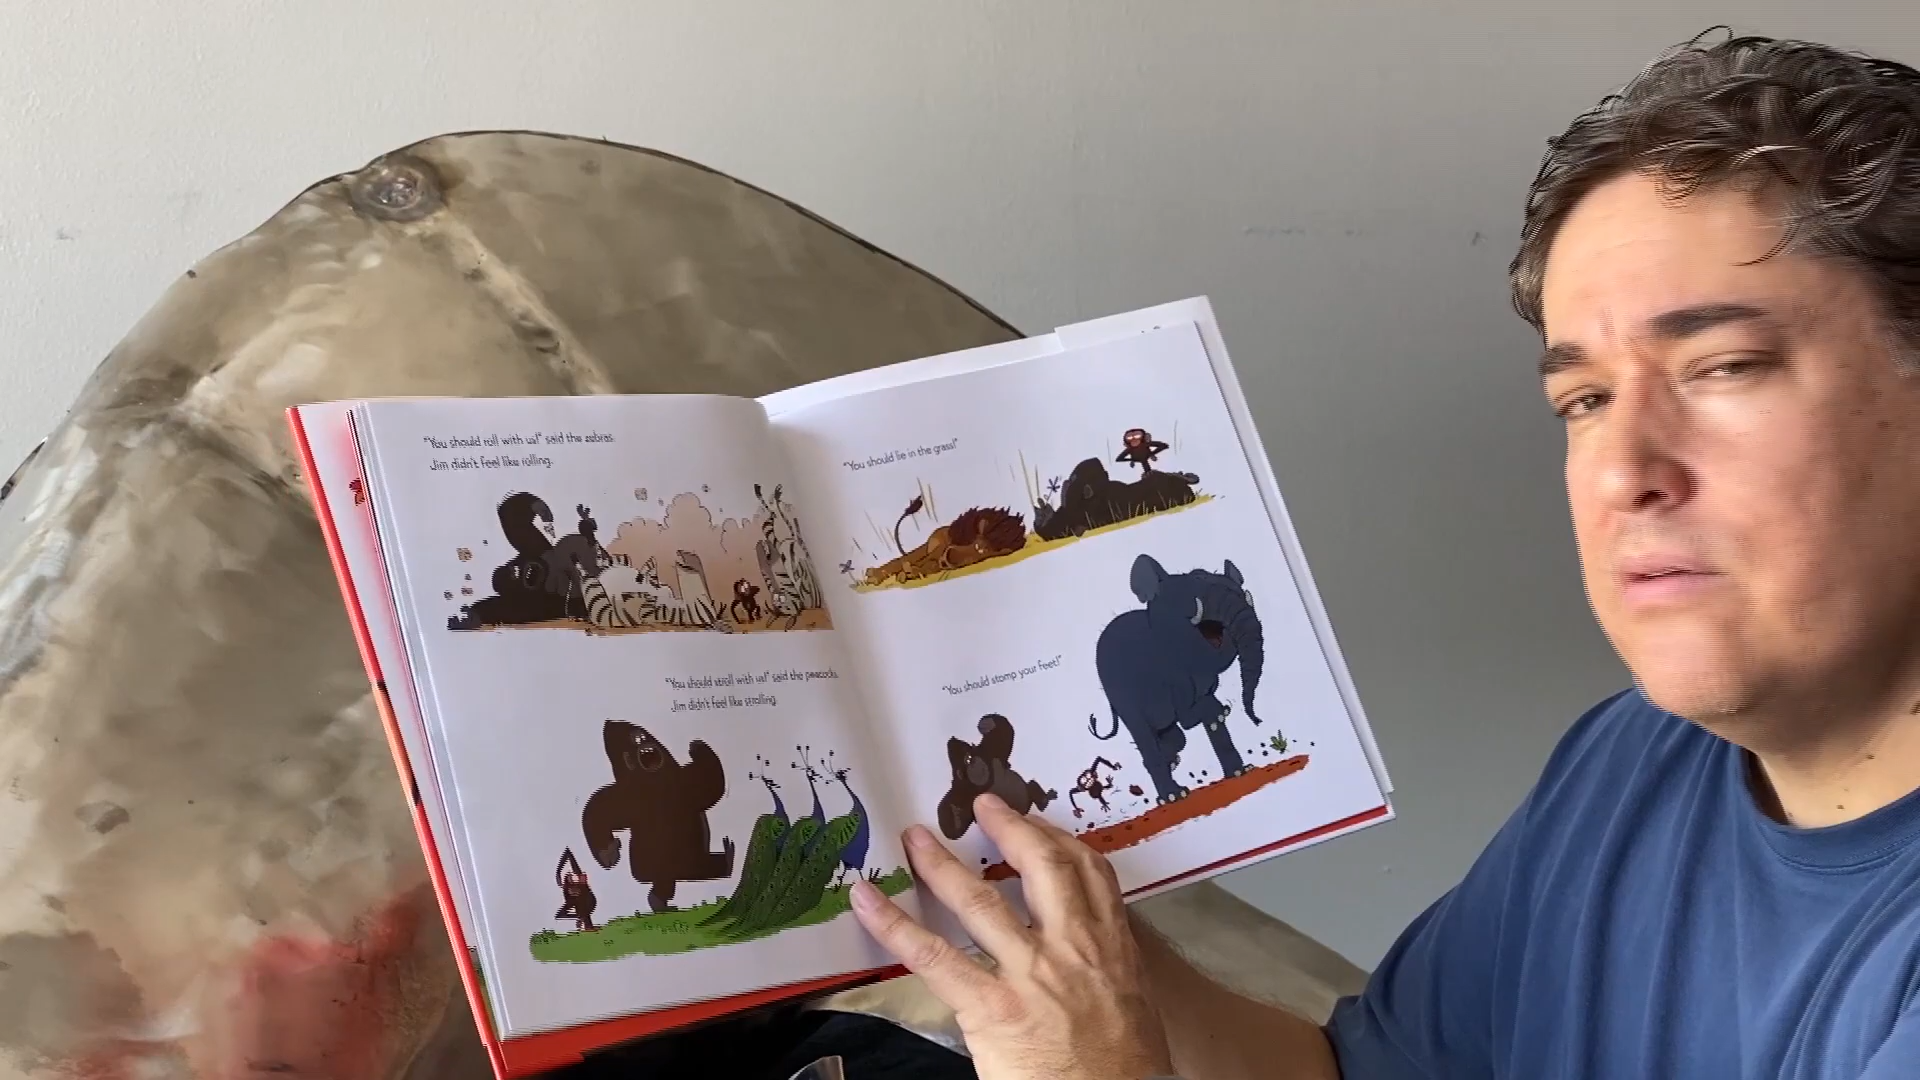 "You should roll with us!" said the zebras.
Jim didn't feel like rolling.
"You should stroll with us!" said the peacocks.
Jim didn't feel like strolling.
"You should lie in the grass!"
"You should stomp your feet!"